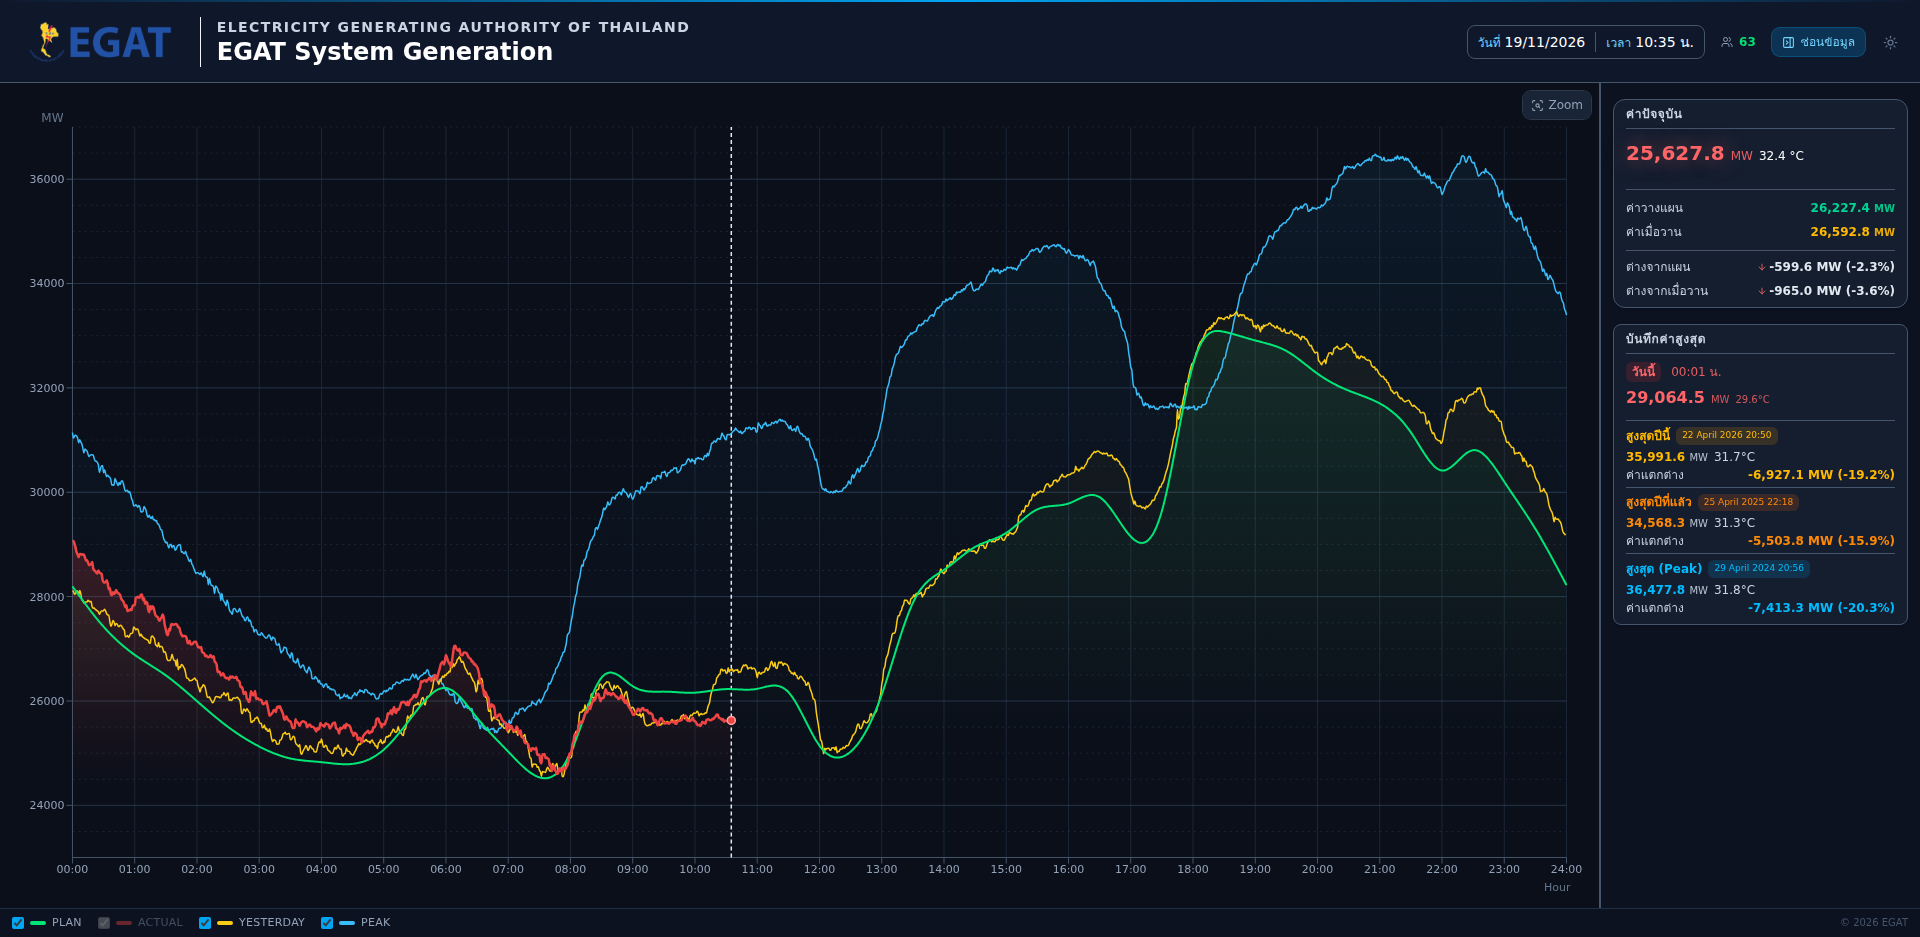 EGAT
ELECTRICITY GENERATING AUTHORITY OF THAILAND
EGAT System Generation
วันที่ 19/11/2026 เวลา 10:35 น.
63
ซ่อนข้อมูล
Zoom
MW
36000
34000
32000
30000
28000
26000
24000
00:00 01:00 02:00 03:00 04:00 05:00 06:00 07:00 08:00 09:00 10:00 11:00 12:00 13:00 14:00 15:00 16:00 17:00 18:00 19:00 20:00 21:00 22:00 23:00 24:00
Hour
ค่าปัจจุบัน
25,627.8 MW 32.4 °C
ค่าวางแผน 26,227.4 MW
ค่าเมื่อวาน 26,592.8 MW
ต่างจากแผน ↓ -599.6 MW (-2.3%)
ต่างจากเมื่อวาน ↓ -965.0 MW (-3.6%)
บันทึกค่าสูงสุด
วันนี้ 00:01 น.
29,064.5 MW 29.6°C
สูงสุดปีนี้ 22 April 2026 20:50
35,991.6 MW 31.7°C
ค่าแตกต่าง -6,927.1 MW (-19.2%)
สูงสุดปีที่แล้ว 25 April 2025 22:18
34,568.3 MW 31.3°C
ค่าแตกต่าง -5,503.8 MW (-15.9%)
สูงสุด (Peak) 29 April 2024 20:56
36,477.8 MW 31.8°C
ค่าแตกต่าง -7,413.3 MW (-20.3%)
PLAN ACTUAL YESTERDAY PEAK
© 2026 EGAT